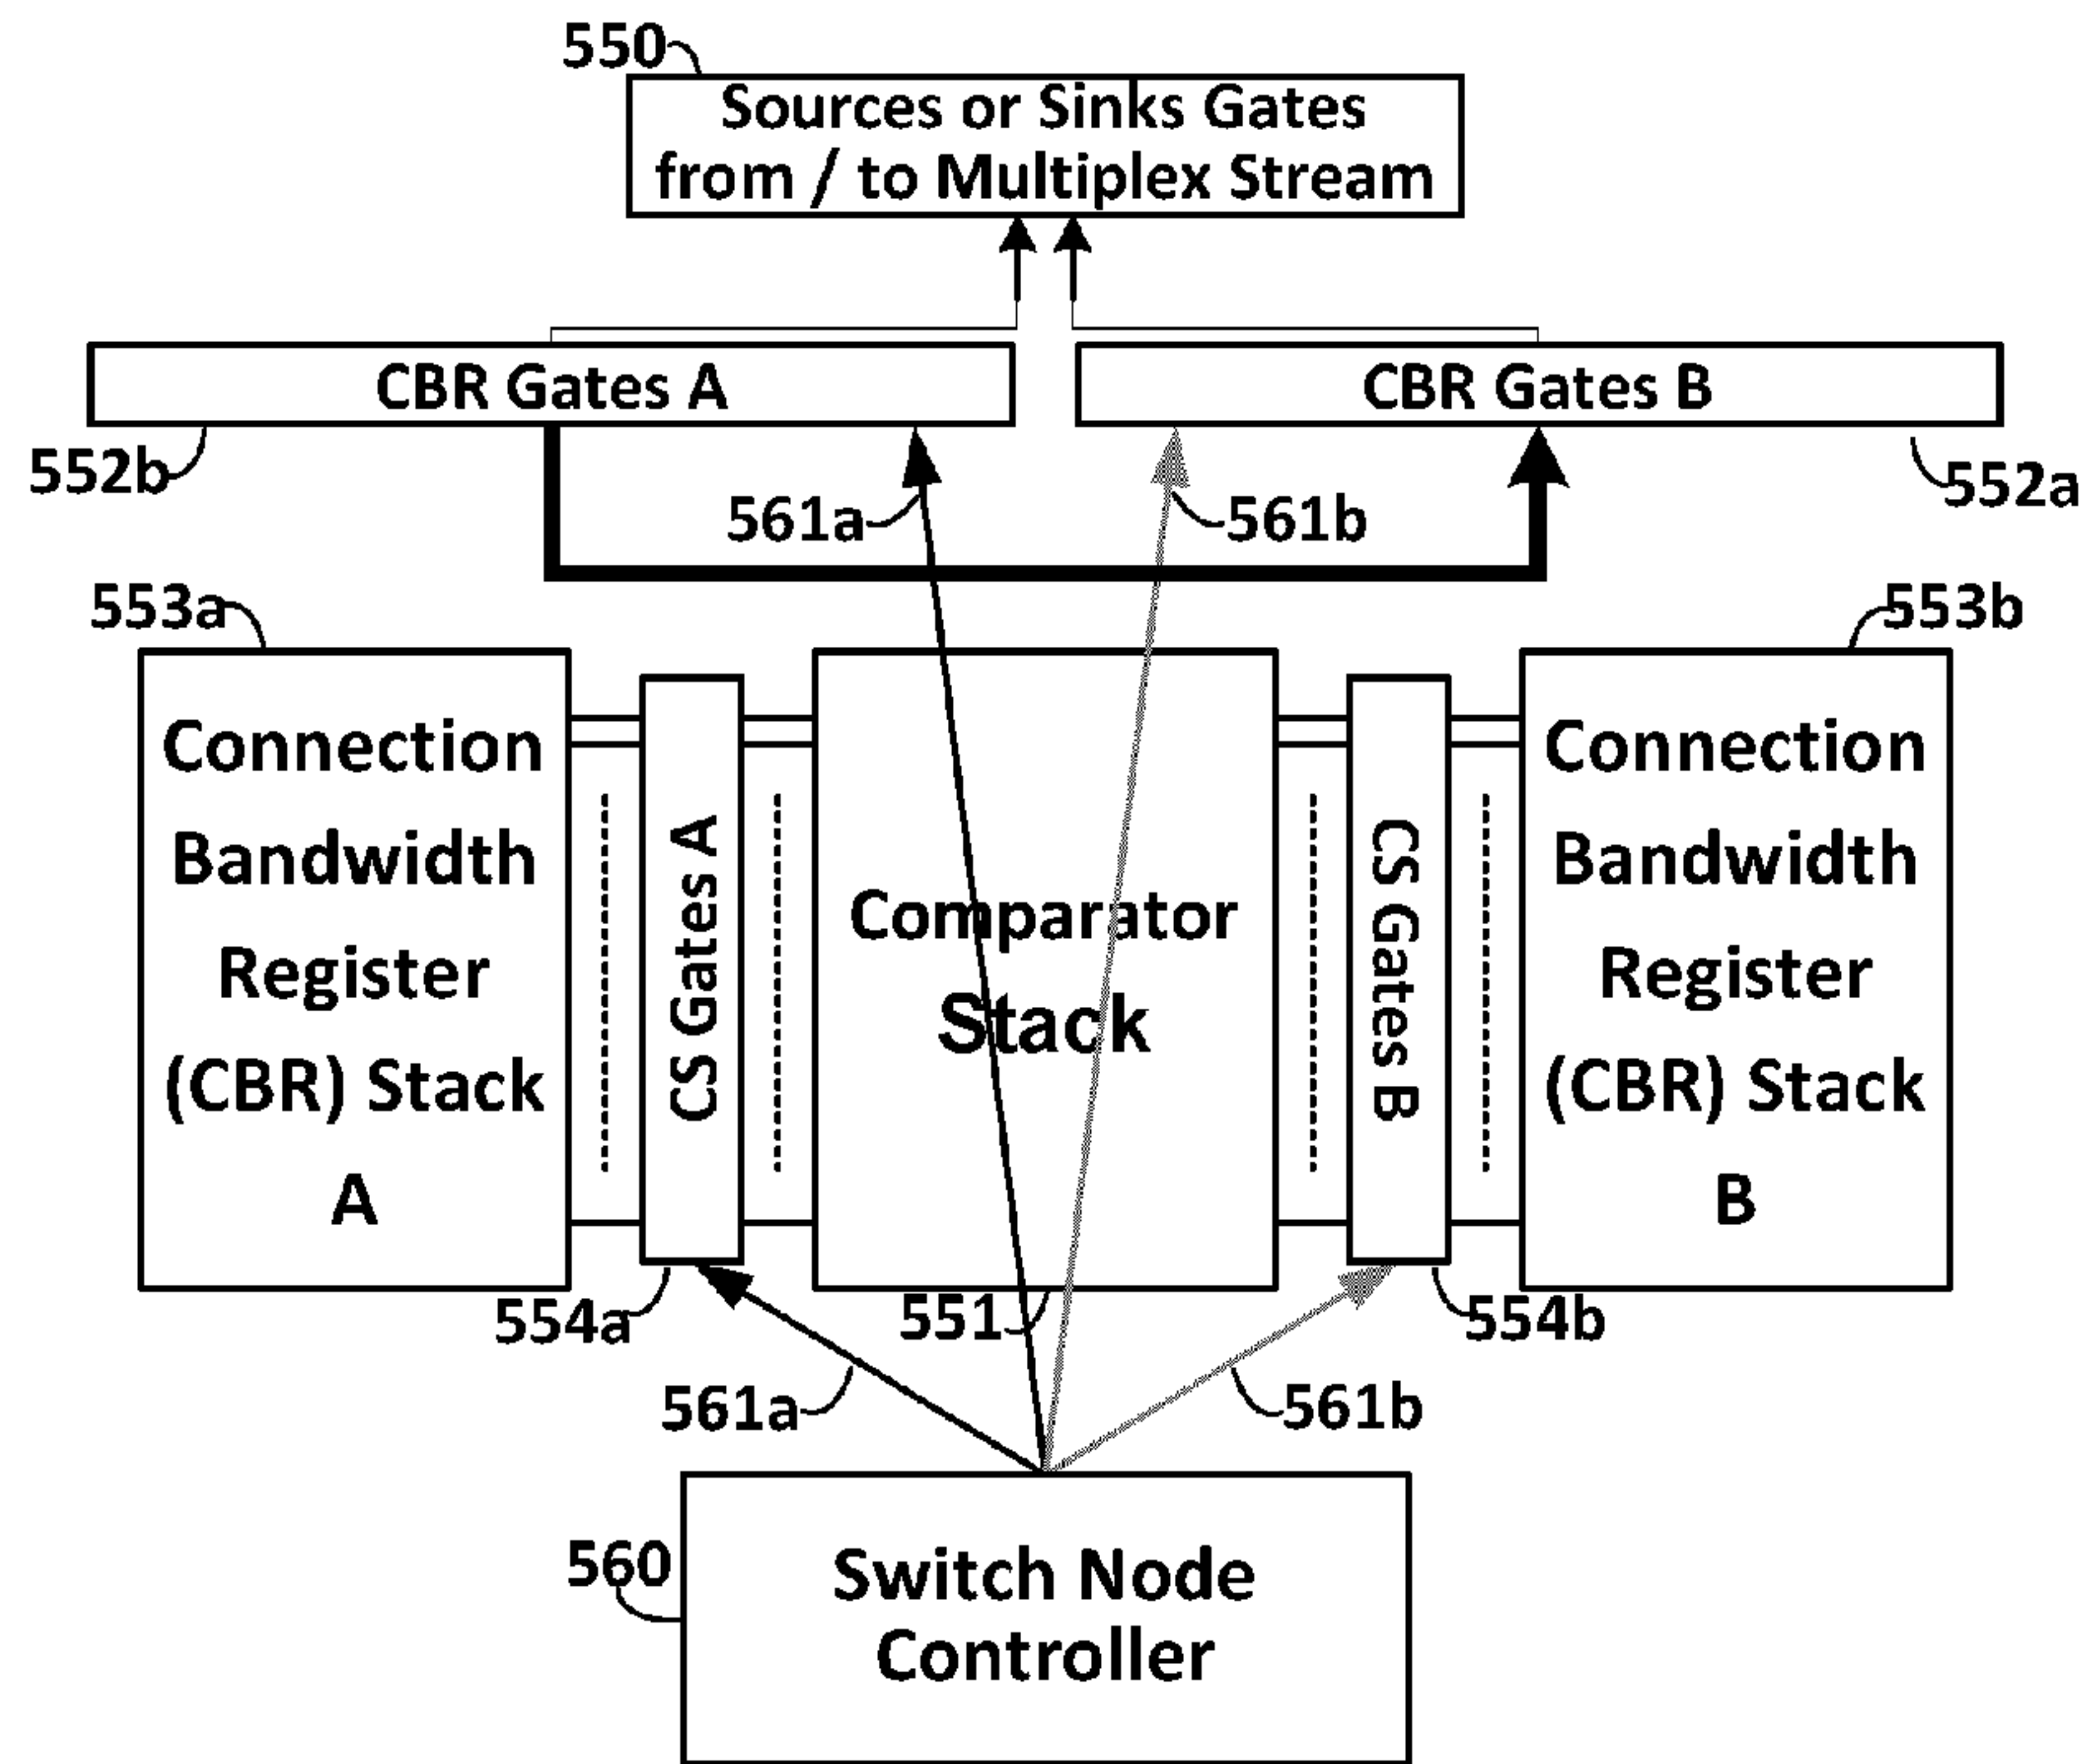 550
Sources or Sinks Gates
from / to Multiplex Stream
CBR Gates A
CBR Gates B
552b
552a
561a
561b
553a
553b
Connection
Bandwidth
Register
(CBR) Stack
A
CS Gates A
Comparator
Stack
CS Gates B
Connection
Bandwidth
Register
(CBR) Stack
B
554a
551
554b
561a
561b
560
Switch Node
Controller